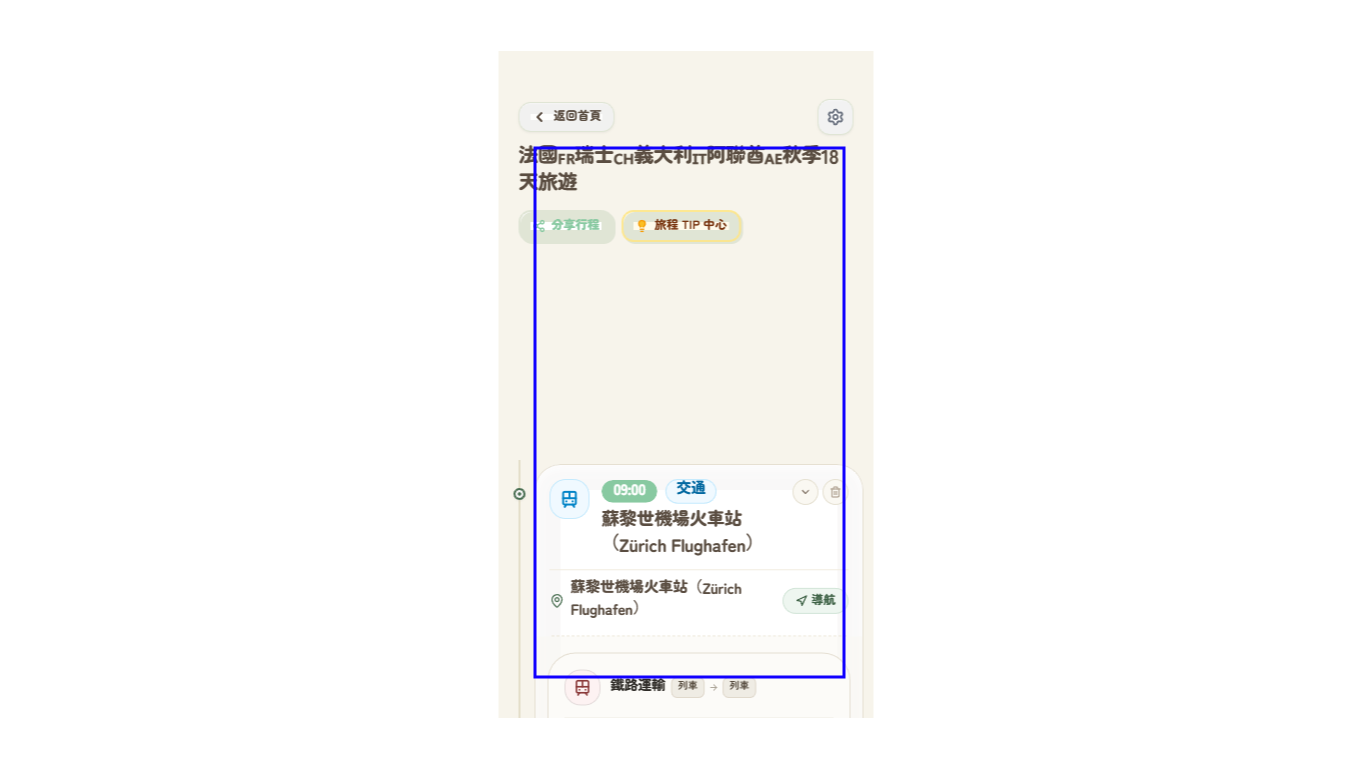 返回首頁
法國FR瑞士CH義大利IT阿聯酋AE秋季18
天旅遊
分享行程
旅程 TIP 中心
09:00 交通
蘇黎世機場火車站
（Zürich Flughafen）
蘇黎世機場火車站（Zürich
Flughafen）
導航
鐵路運輸 列車 → 列車